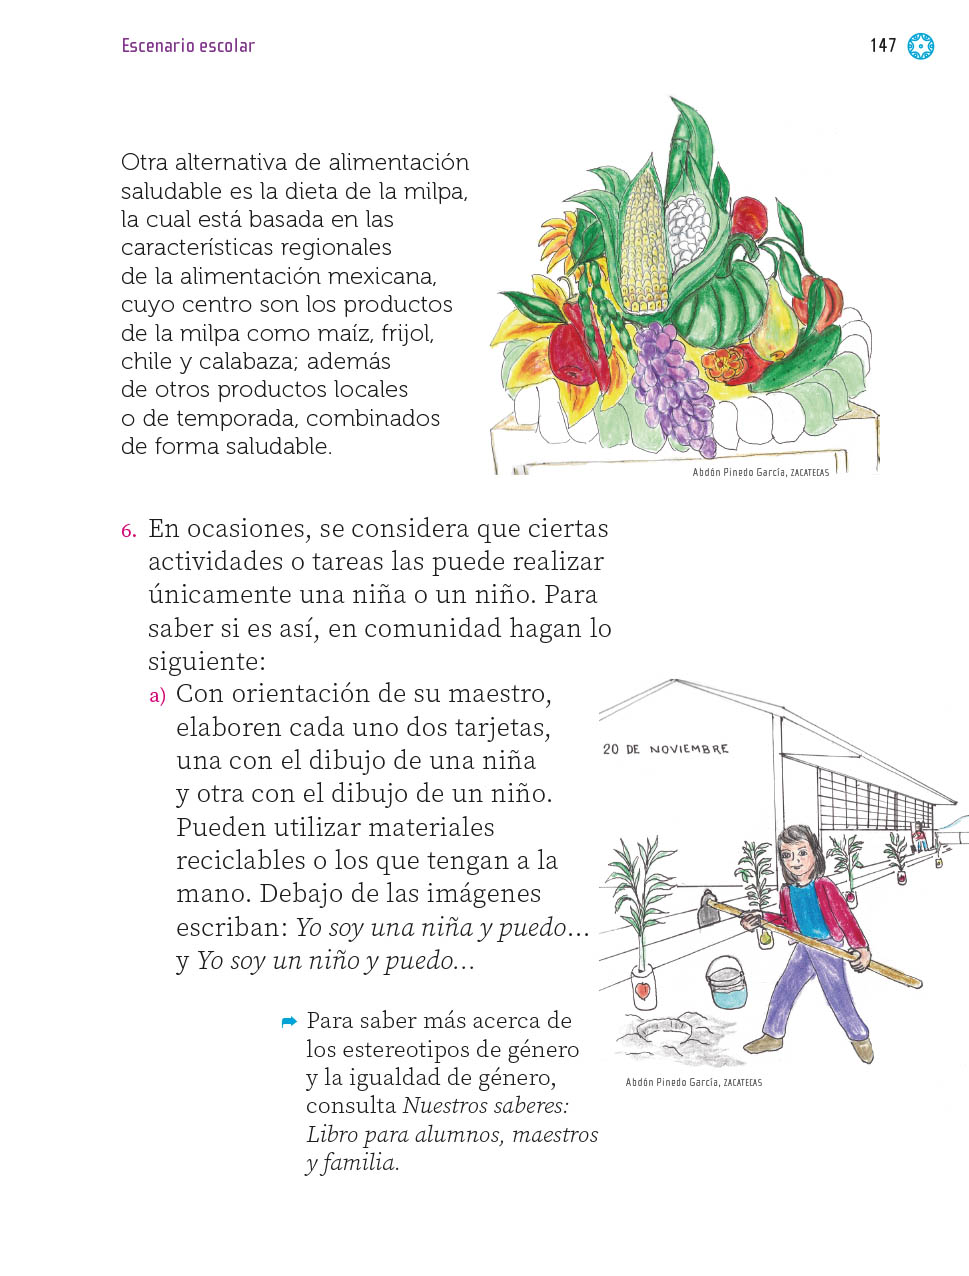 Escenario escolar
147
Otra alternativa de alimentación
saludable es la dieta de la milpa,
la cual está basada en las
características regionales
de la alimentación mexicana,
cuyo centro son los productos
de la milpa como maíz, frijol,
chile y calabaza; además
de otros productos locales
o de temporada, combinados
de forma saludable.
Abdón Pinedo García, ZACATECAS
6. En ocasiones, se considera que ciertas
actividades o tareas las puede realizar
únicamente una niña o un niño. Para
saber si es así, en comunidad hagan lo
siguiente:
a) Con orientación de su maestro,
elaboren cada uno dos tarjetas,
una con el dibujo de una niña
y otra con el dibujo de un niño.
Pueden utilizar materiales
reciclables o los que tengan a la
mano. Debajo de las imágenes
escriban: Yo soy una niña y puedo...
y Yo soy un niño y puedo...
20 DE NOVIEMBRE
Abdón Pinedo García, ZACATECAS
Para saber más acerca de
los estereotipos de género
y la igualdad de género,
consulta Nuestros saberes:
Libro para alumnos, maestros
y familia.